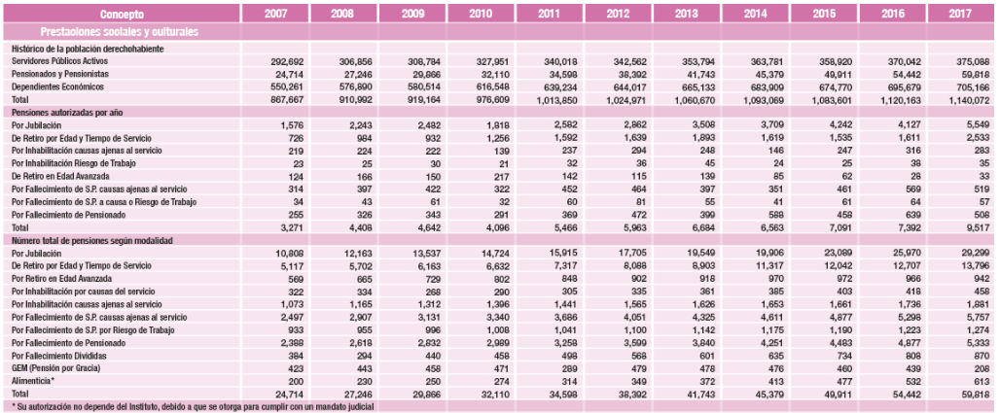 Concepto 2007 2008 2009 2010 2011 2012 2013 2014 2015 2016 2017
Prestaciones sociales y culturales
Histórico de la población derechohabiente
Servidores Públicos Activos 292,692 306,856 308,784 327,951 340,018 342,562 353,794 363,781 358,920 370,042 375,088
Pensionados y Pensionistas 24,714 27,246 29,866 32,110 34,598 38,392 41,743 45,379 49,911 54,442 59,818
Dependientes Económicos 550,261 576,890 580,514 616,548 639,234 644,017 665,133 683,909 674,770 695,679 705,166
Total 867,667 910,992 919,164 976,609 1,013,850 1,024,971 1,060,670 1,093,069 1,083,601 1,120,163 1,140,072
Pensiones autorizadas por año
Por Jubilación 1,576 2,243 2,482 1,818 2,582 2,862 3,508 3,709 4,242 4,127 5,549
De Retiro por Edad y Tiempo de Servicio 726 984 932 1,256 1,592 1,639 1,893 1,619 1,535 1,611 2,533
Por Inhabilitación causas ajenas al servicio 219 224 222 139 237 294 248 146 247 316 283
Por Inhabilitación Riesgo de Trabajo 23 25 30 21 32 36 45 24 25 38 35
De Retiro en Edad Avanzada 124 166 150 217 142 115 139 85 62 28 33
Por Fallecimiento de S.P. causas ajenas al servicio 314 397 422 322 452 464 397 351 461 569 519
Por Fallecimiento de S.P. a causa o Riesgo de Trabajo 34 43 61 32 60 81 55 41 61 64 57
Por Fallecimiento de Pensionado 255 326 343 291 369 472 399 588 458 639 508
Total 3,271 4,408 4,642 4,096 5,466 5,963 6,684 6,563 7,091 7,392 9,517
Número total de pensiones según modalidad
Por Jubilación 10,808 12,163 13,537 14,724 15,915 17,705 19,549 19,906 23,089 25,970 29,299
De Retiro por Edad y Tiempo de Servicio 5,117 5,702 6,163 6,632 7,317 8,088 8,903 11,317 12,042 12,707 13,796
Por Retiro en Edad Avanzada 569 665 729 802 848 902 918 970 972 966 942
Por Inhabilitación por causas del servicio 322 334 268 290 305 335 361 385 403 418 458
Por Inhabilitación causas ajenas al servicio 1,073 1,165 1,312 1,396 1,441 1,565 1,626 1,653 1,661 1,736 1,881
Por Fallecimiento de S.P. causas ajenas al servicio 2,497 2,907 3,131 3,340 3,686 4,051 4,325 4,611 4,877 5,298 5,757
Por Fallecimiento de S.P. por Riesgo de Trabajo 933 955 996 1,008 1,041 1,100 1,142 1,175 1,190 1,223 1,274
Por Fallecimiento de Pensionado 2,388 2,618 2,832 2,989 3,258 3,599 3,840 4,251 4,483 4,877 5,333
Por Fallecimiento Divididas 384 294 440 458 498 568 601 635 734 808 870
GEM (Pensión por Gracia) 423 443 458 471 289 479 478 476 460 439 208
Alimenticia* 200 230 250 274 314 349 372 413 477 532 613
Total 24,714 27,246 29,866 32,110 34,598 38,392 41,743 45,379 49,911 54,442 59,818
* Su autorización no depende del Instituto, debido a que se otorga para cumplir con un mandato judicial